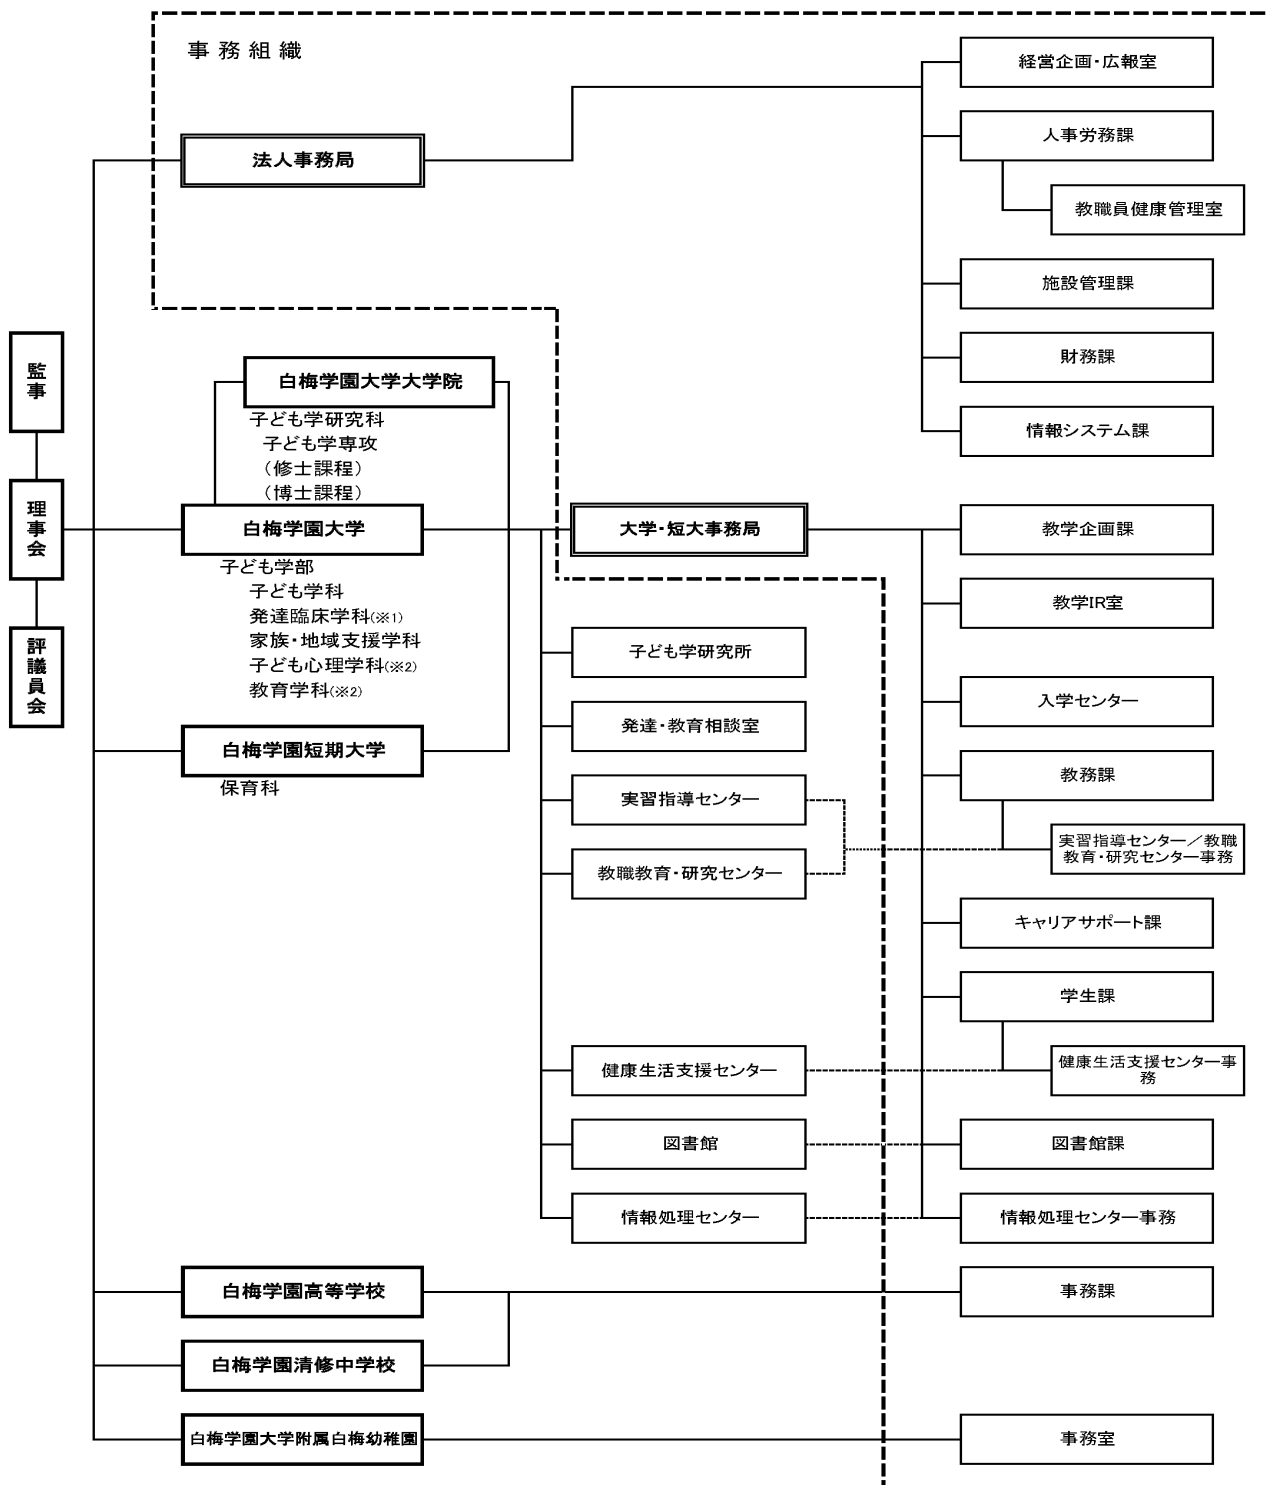 事務組織
経営企画・広報室
人事労務課
法人事務局
教職員健康管理室
施設管理課
財務課
情報システム課
監事
理事会
評議員会
白梅学園大学大学院
子ども学研究科
子ども学専攻
（修士課程）
（博士課程）
白梅学園大学
子ども学部
子ども学科
発達臨床学科(※1)
家族・地域支援学科
子ども心理学科(※2)
教育学科(※2)
白梅学園短期大学
保育科
大学・短大事務局
子ども学研究所
発達・教育相談室
実習指導センター
教職教育・研究センター
健康生活支援センター
図書館
情報処理センター
教学企画課
教学IR室
入学センター
教務課
実習指導センター／教職
教育・研究センター事務
キャリアサポート課
学生課
健康生活支援センター事
務
図書館課
情報処理センター事務
白梅学園高等学校
事務課
白梅学園清修中学校
白梅学園大学附属白梅幼稚園
事務室